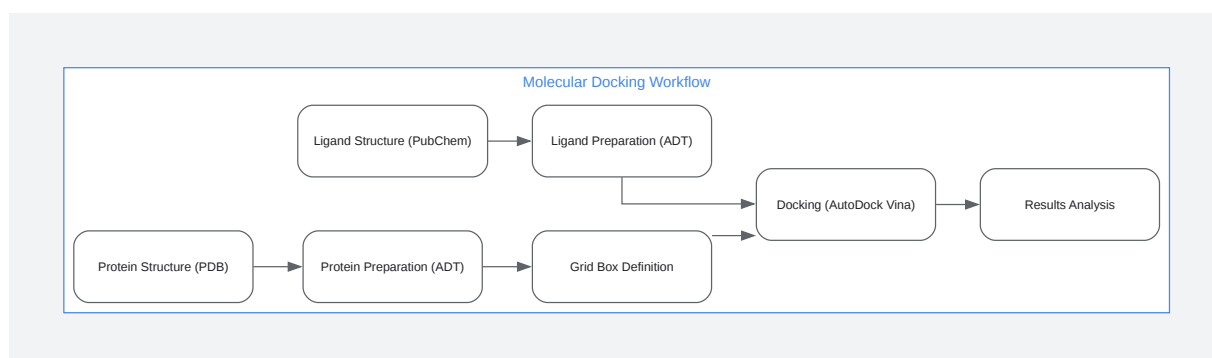 Molecular Docking Workflow
Ligand Structure (PubChem)
Ligand Preparation (ADT)
Docking (AutoDock Vina)
Results Analysis
Protein Structure (PDB)
Protein Preparation (ADT)
Grid Box Definition